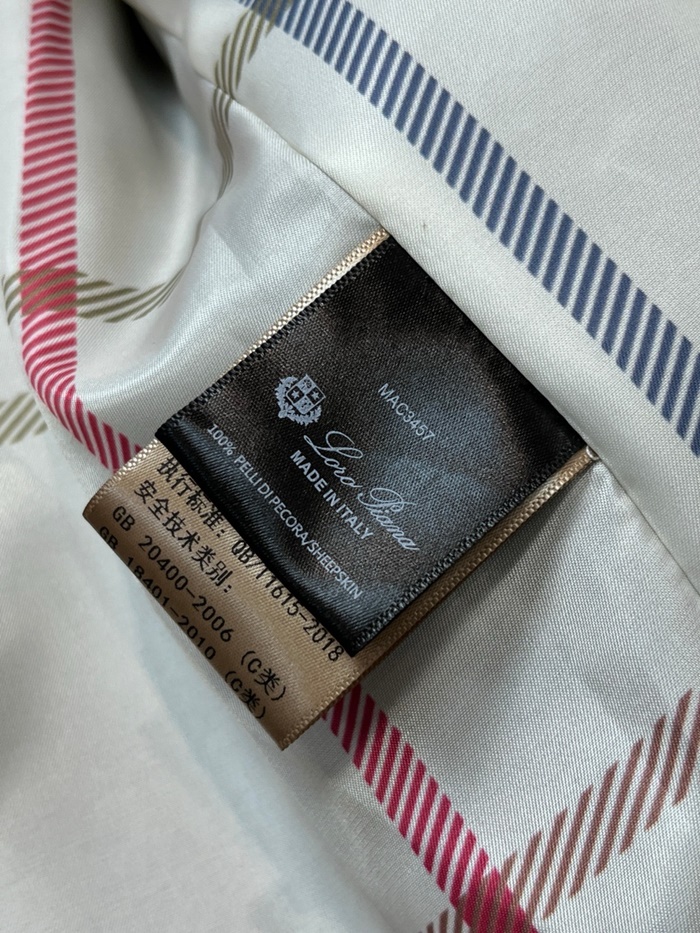 MAC3457
Loro Piana
MADE IN ITALY
100% PELLI DI PECORA/SHEEPSKIN
执行标准: QB/T1615-2018
安全技术类别:
GB 20400-2006 (C类)
GB 18401-2010 (C类)